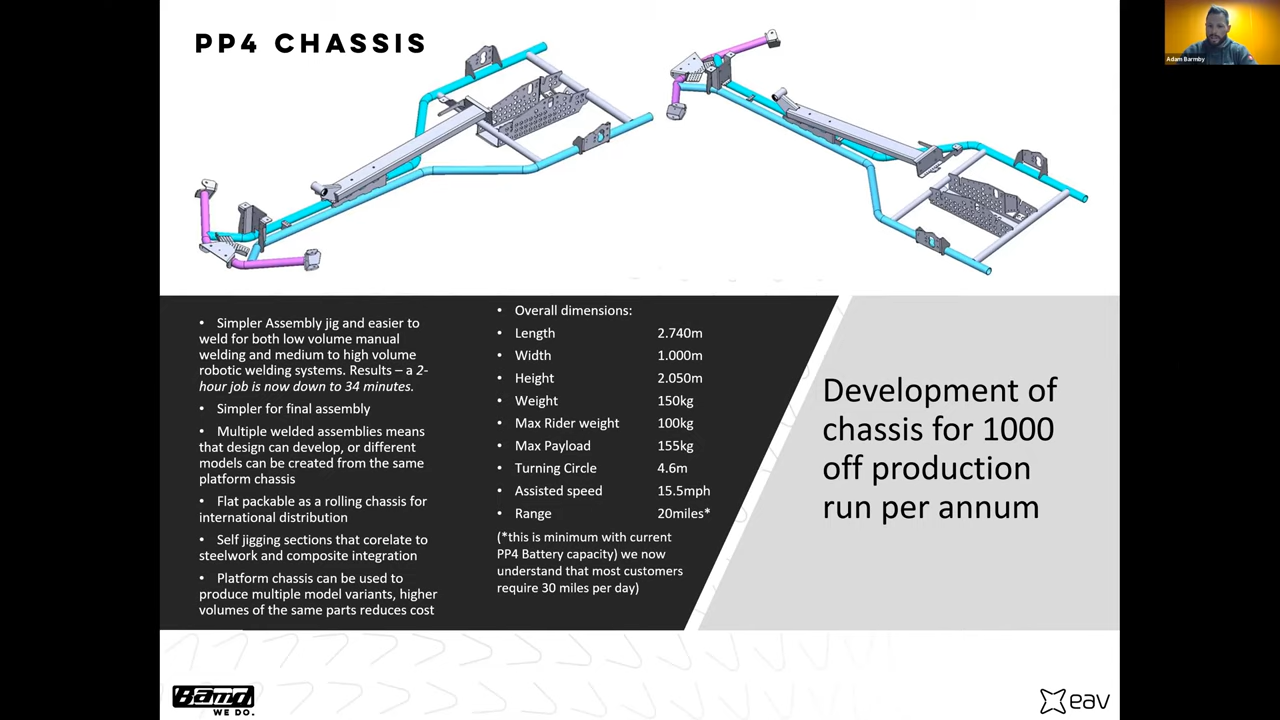 PP4 CHASSIS
Adam Barmby
• Simpler Assembly jig and easier to
weld for both low volume manual
welding and medium to high volume
robotic welding systems. Results – a 2-
hour job is now down to 34 minutes.
• Simpler for final assembly
• Multiple welded assemblies means
that design can develop, or different
models can be created from the same
platform chassis
• Flat packable as a rolling chassis for
international distribution
• Self jigging sections that corelate to
steelwork and composite integration
• Platform chassis can be used to
produce multiple model variants, higher
volumes of the same parts reduces cost
• Overall dimensions:
• Length 2.740m
• Width 1.000m
• Height 2.050m
• Weight 150kg
• Max Rider weight 100kg
• Max Payload 155kg
• Turning Circle 4.6m
• Assisted speed 15.5mph
• Range 20miles*
(*this is minimum with current
PP4 Battery capacity) we now
understand that most customers
require 30 miles per day)
Development of
chassis for 1000
off production
run per annum
Bamd
WE DO.
eav